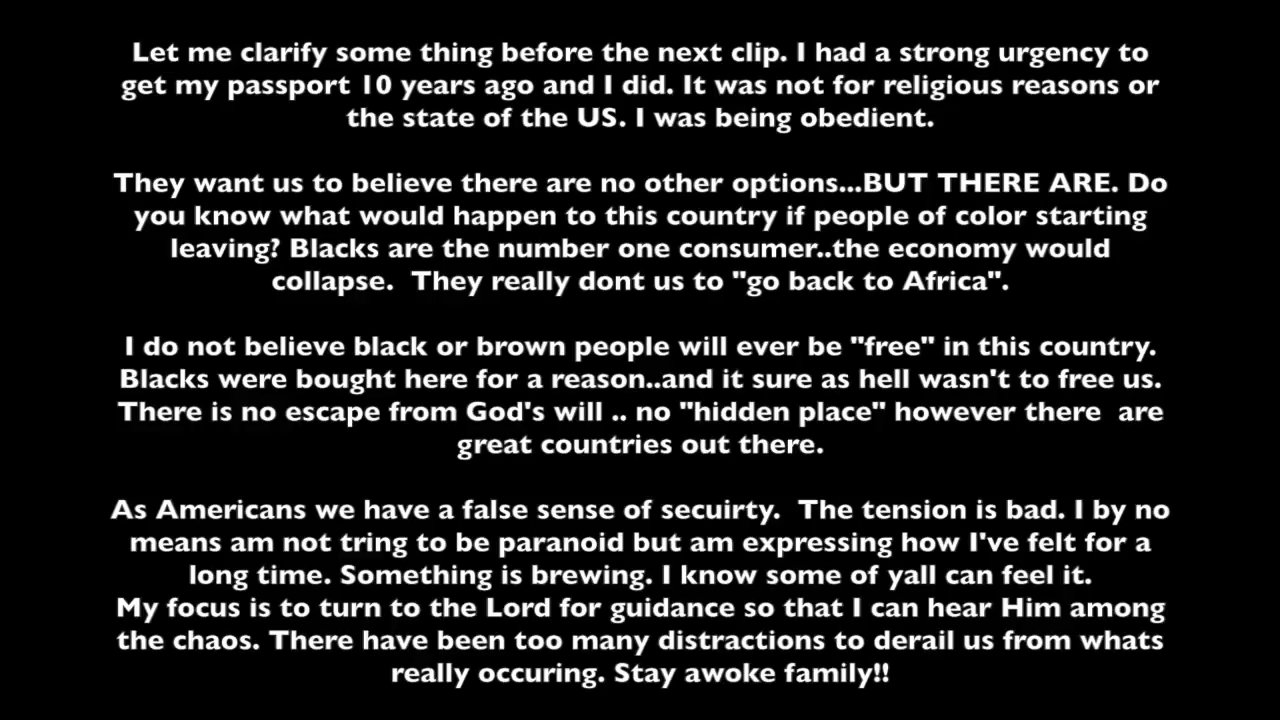 Let me clarify some thing before the next clip. I had a strong urgency to
get my passport 10 years ago and I did. It was not for religious reasons or
the state of the US. I was being obedient.
They want us to believe there are no other options...BUT THERE ARE. Do
you know what would happen to this country if people of color starting
leaving? Blacks are the number one consumer..the economy would
collapse.  They really dont us to "go back to Africa".
I do not believe black or brown people will ever be "free" in this country.
Blacks were bought here for a reason..and it sure as hell wasn't to free us.
There is no escape from God's will .. no "hidden place" however there  are
great countries out there.
As Americans we have a false sense of secuirty.  The tension is bad. I by no
means am not tring to be paranoid but am expressing how I've felt for a
long time. Something is brewing. I know some of yall can feel it.
My focus is to turn to the Lord for guidance so that I can hear Him among
the chaos. There have been too many distractions to derail us from whats
really occuring. Stay awoke family!!